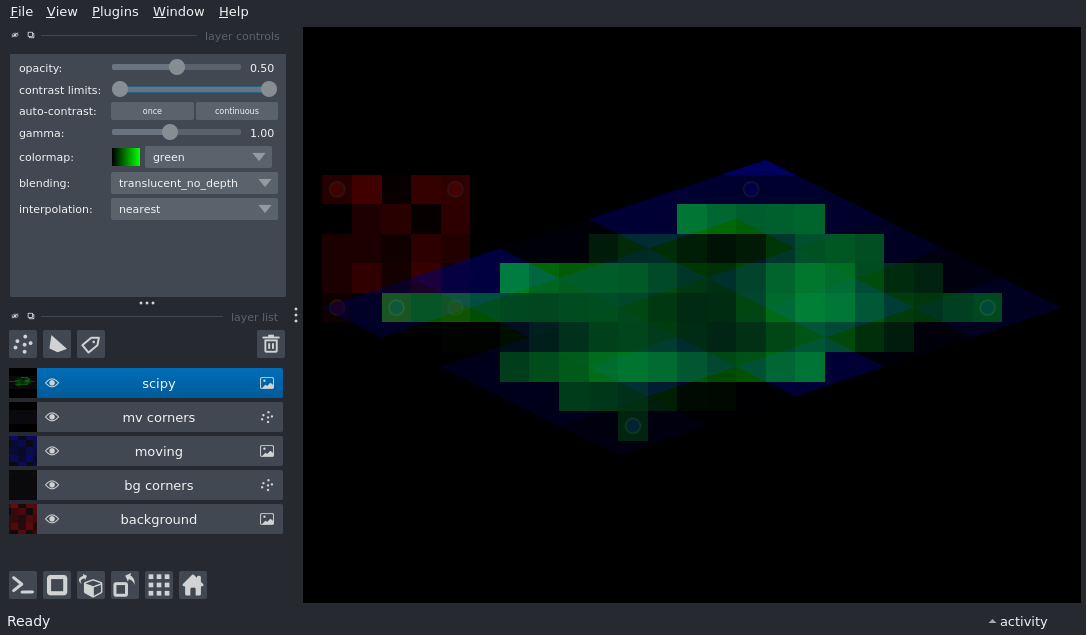 File View Plugins Window Help
layer controls
opacity: 0.50
contrast limits:
auto-contrast: once continuous
gamma: 1.00
colormap: green
blending: translucent_no_depth
interpolation: nearest
layer list
scipy
mv corners
moving
bg corners
background
Ready
activity